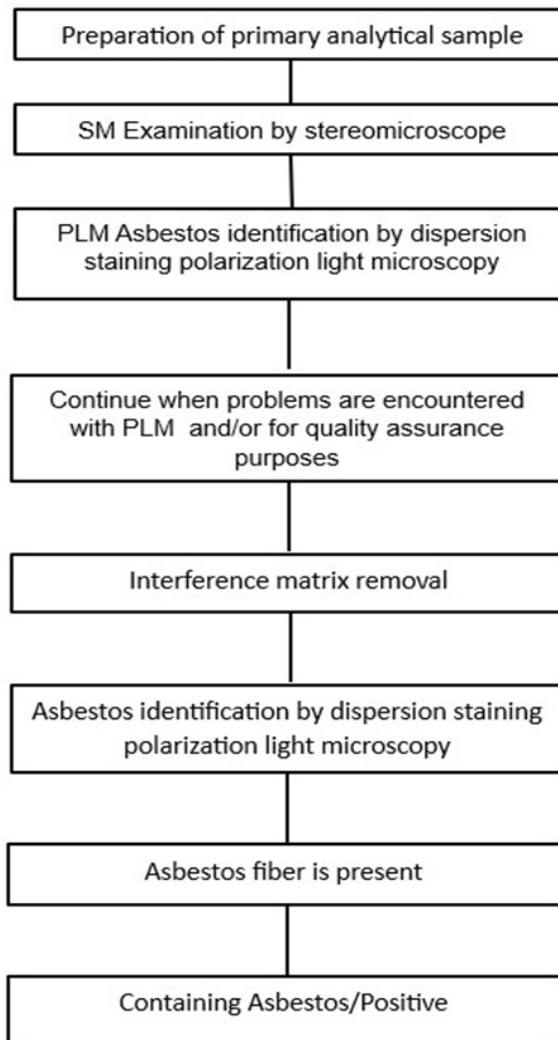 Preparation of primary analytical sample
SM Examination by stereomicroscope
PLM Asbestos identification by dispersion
staining polarization light microscopy
Continue when problems are encountered
with PLM and/or for quality assurance
purposes
Interference matrix removal
Asbestos identification by dispersion staining
polarization light microscopy
Asbestos fiber is present
Containing Asbestos/Positive